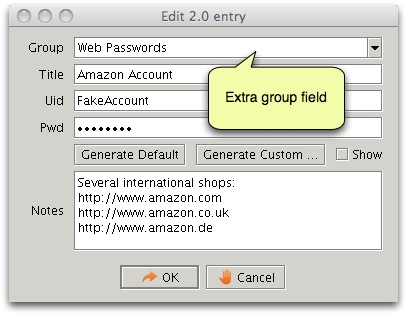 Edit 2.0 entry
Group Web Passwords
Extra group field
Title Amazon Account
Uid FakeAccount
Pwd ••••••••
Generate Default Generate Custom ... Show
Notes
Several international shops:
http://www.amazon.com
http://www.amazon.co.uk
http://www.amazon.de
OK Cancel